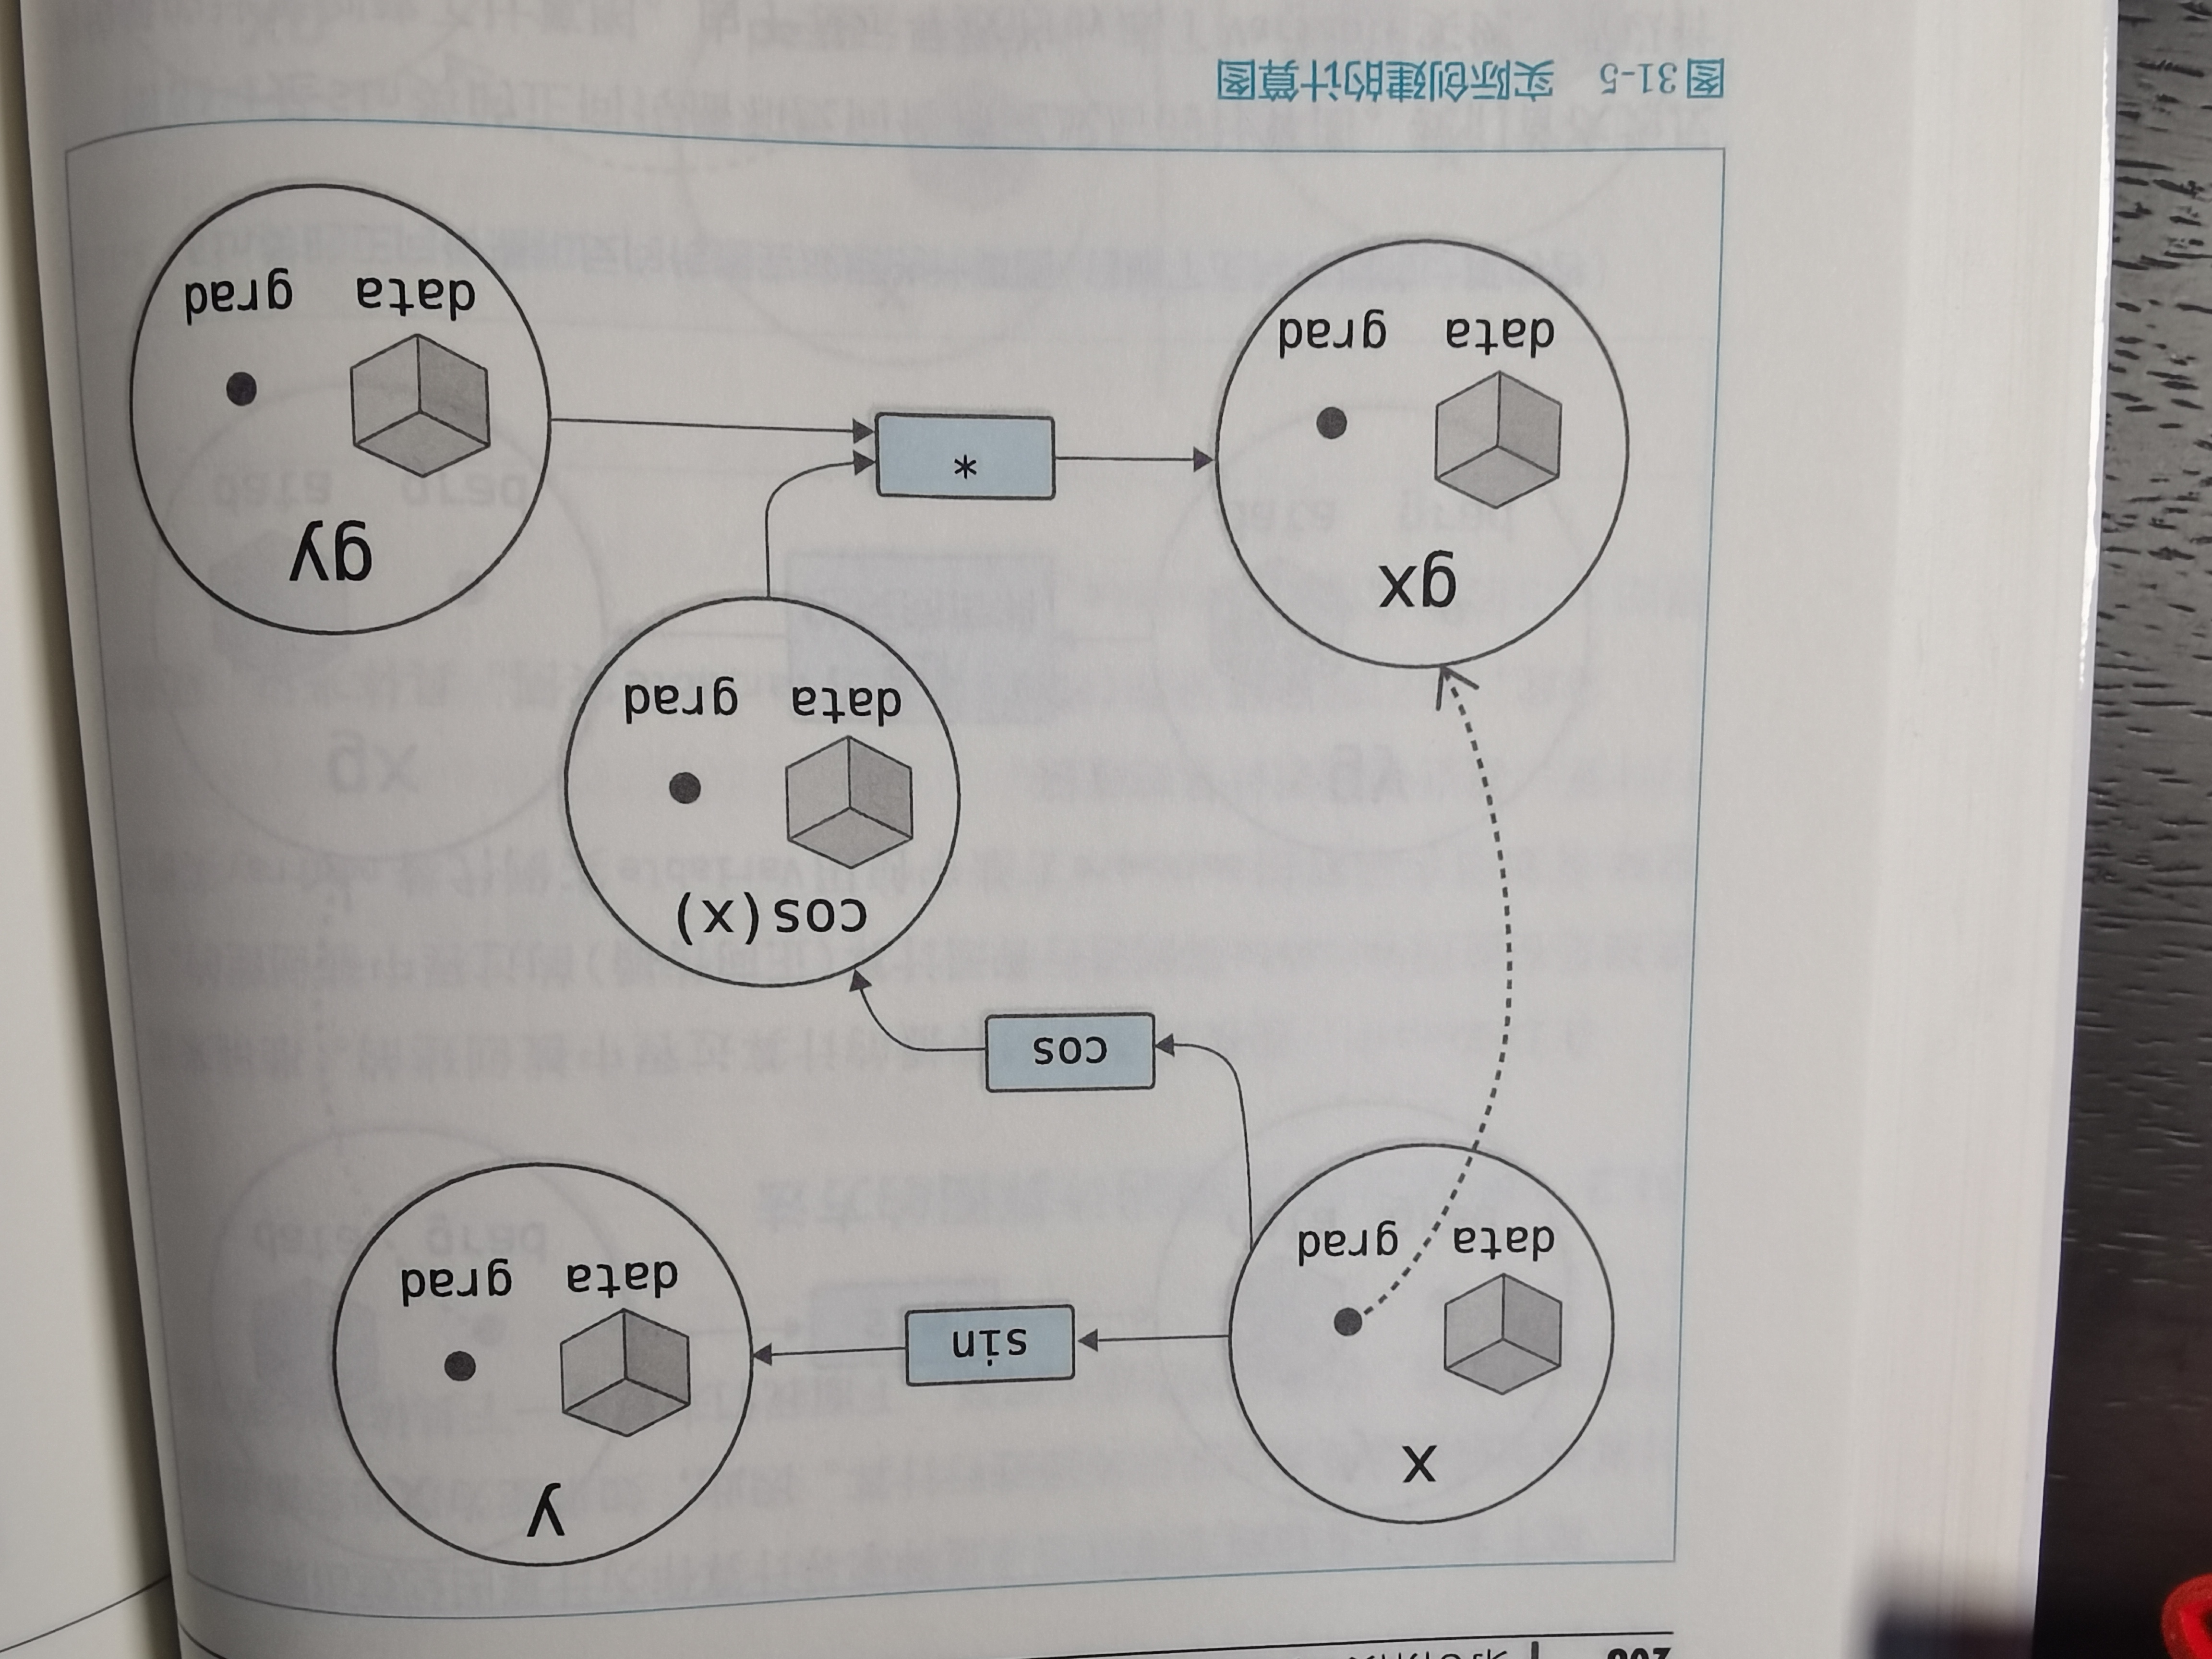 x
y
data grad
sin
data grad
cos
cos(x)
data grad
gx
gy
*
data grad
data grad
图31-5 实际创建的计算图